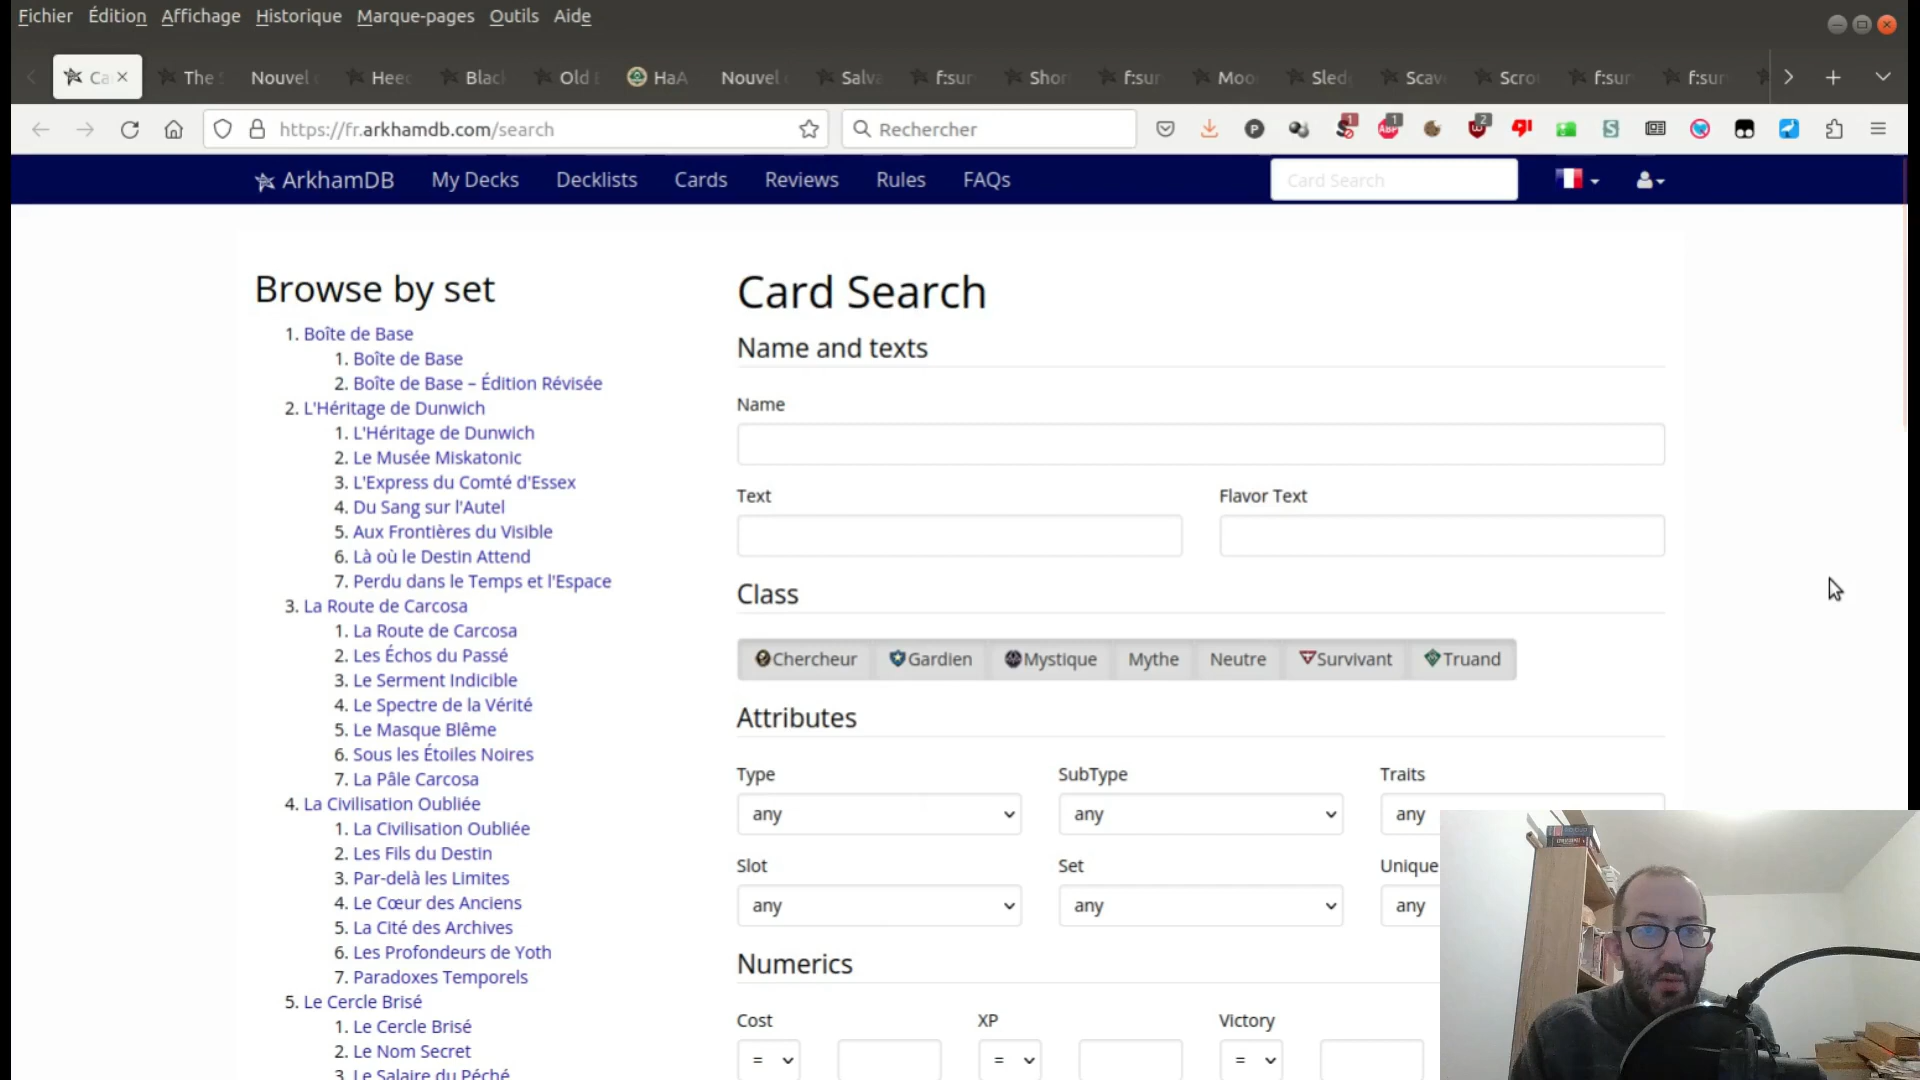 Fichier Édition Affichage Historique Marque-pages Outils Aide
Ca The Nouvel Heed Blac Old HaA Nouvel Salva f:sur Shor f:sur Moo Sled Scav Scro f:sur f:sur
https://fr.arkhamdb.com/search Rechercher
ArkhamDB My Decks Decklists Cards Reviews Rules FAQs Card Search
Browse by set
1. Boîte de Base
1. Boîte de Base
2. Boîte de Base – Édition Révisée
2. L'Héritage de Dunwich
1. L'Héritage de Dunwich
2. Le Musée Miskatonic
3. L'Express du Comté d'Essex
4. Du Sang sur l'Autel
5. Aux Frontières du Visible
6. Là où le Destin Attend
7. Perdu dans le Temps et l'Espace
3. La Route de Carcosa
1. La Route de Carcosa
2. Les Échos du Passé
3. Le Serment Indicible
4. Le Spectre de la Vérité
5. Le Masque Blême
6. Sous les Étoiles Noires
7. La Pâle Carcosa
4. La Civilisation Oubliée
1. La Civilisation Oubliée
2. Les Fils du Destin
3. Par-delà les Limites
4. Le Cœur des Anciens
5. La Cité des Archives
6. Les Profondeurs de Yoth
7. Paradoxes Temporels
5. Le Cercle Brisé
1. Le Cercle Brisé
2. Le Nom Secret
3. Le Salaire du Péché
Card Search
Name and texts
Name
Text Flavor Text
Class
Chercheur Gardien Mystique Mythe Neutre Survivant Truand
Attributes
Type SubType Traits
any any any
Slot Set Unique
any any any
Numerics
Cost XP Victory
= = =